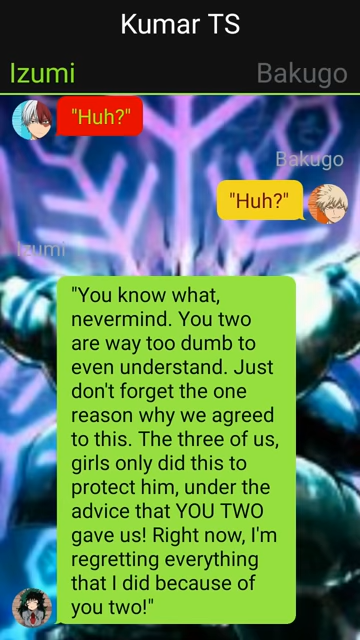 Kumar TS
Izumi Bakugo
"Huh?"
Bakugo
"Huh?"
Izumi
"You know what,
nevermind. You two
are way too dumb to
even understand. Just
don't forget the one
reason why we agreed
to this. The three of us,
girls only did this to
protect him, under the
advice that YOU TWO
gave us! Right now, I'm
regretting everything
that I did because of
you two!"